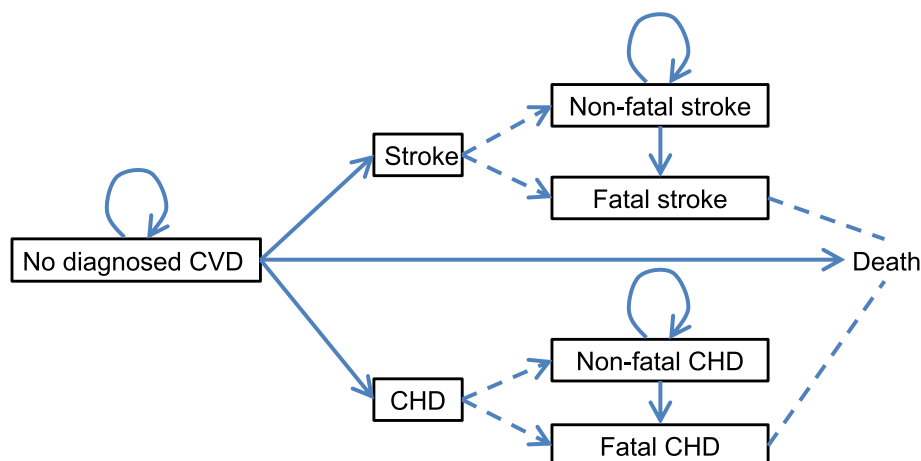 Non-fatal stroke
Stroke
Fatal stroke
No diagnosed CVD
Death
Non-fatal CHD
CHD
Fatal CHD